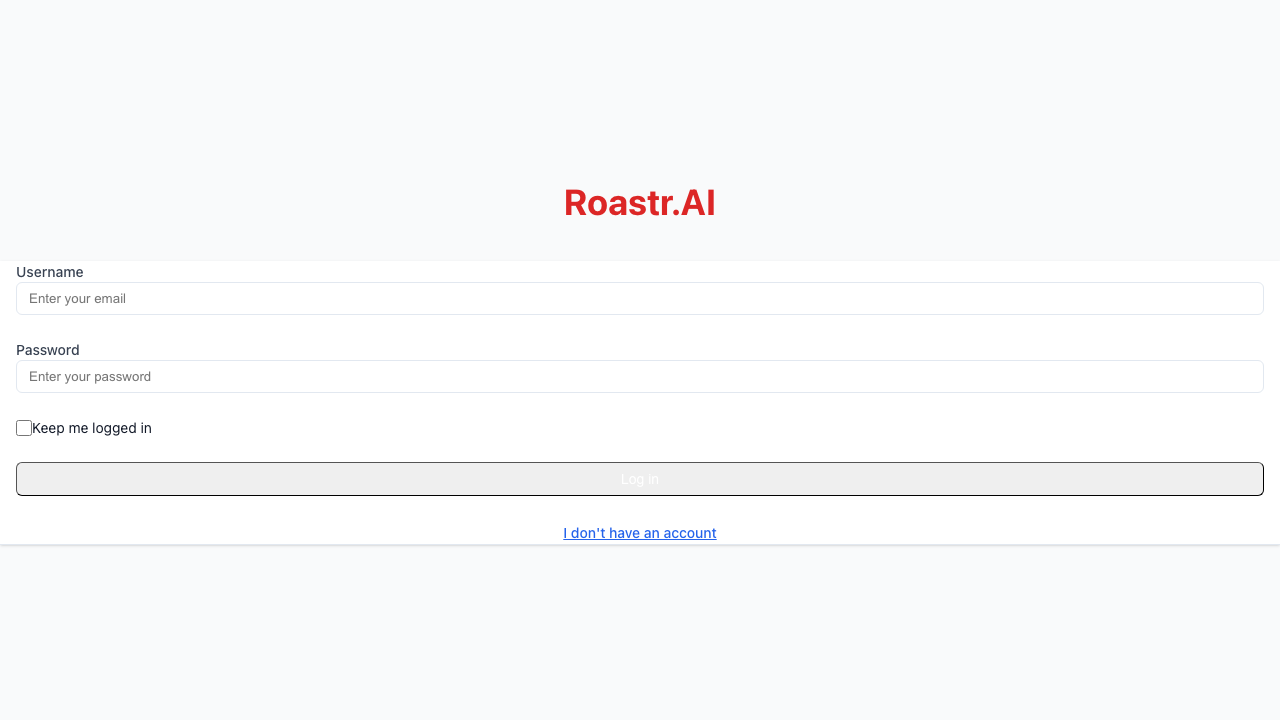 Roastr.AI
Username
Enter your email
Password
Enter your password
Keep me logged in
Log in
I don't have an account